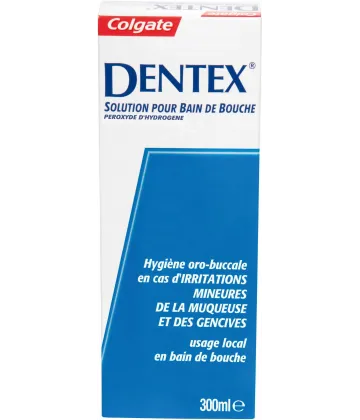 Colgate
DENTEX®
SOLUTION POUR BAIN DE BOUCHE
PEROXYDE D'HYDROGENE
Hygiène oro-buccale
en cas d'IRRITATIONS
MINEURES
DE LA MUQUEUSE
ET DES GENCIVES
usage local
en bain de bouche
300ml e